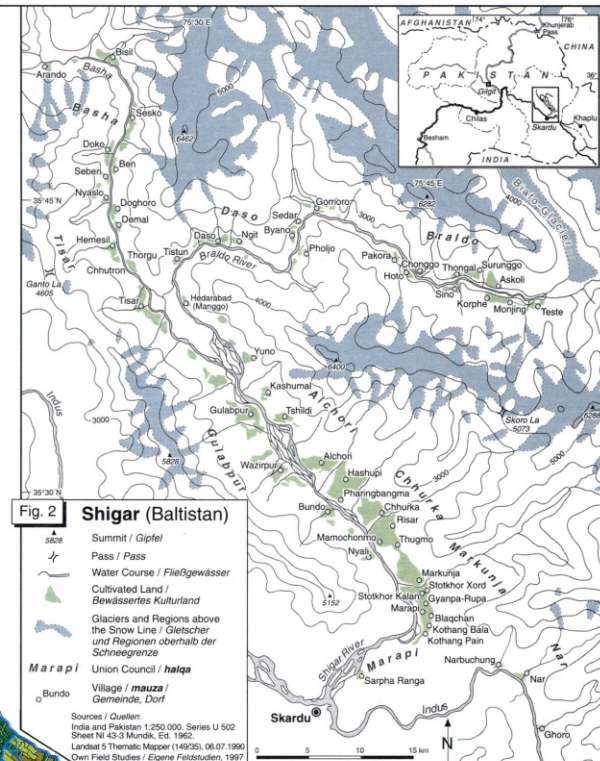 75°30 E
AFGHANISTAN
74°
76°
Khunjerab
Pass
CHINA
36°
PAKISTAN
Gilgit
Chilas
Skardu
Khaplu
Besham
INDIA
Bisil
Arando
Basha
5000
Basha
Sesko
6462
Doko
Ben
Seberi
75°45 E
6282
4000
Biafo Glacier
35°45 N
Nyaslo
Doghoro
Demal
Daso
Gomoro
Sedar
3000
Byano
Braldo
Tisar
Hemesil
Thorgu
Tistun
Daso
Ngit
Pholjo
Braldo River
Pakora
Chonggo
Thongal
Surunggo
Hoto
Askoli
Ganto La
4605
Chhutron
Sino
Korphe
Monjing
Teste
Tisar
Hedarabad
(Manggo)
4000
Yuno
6400
Indus
Kashumal
Alchori
Skoro La
5073
6288
3000
Gulabpur
Tshildi
Gulabpur
5828
Wazirpur
Alchori
Hashupi
Chhurka
3000
5000
35°30 N
Pharingbangma
Bundo
Chhurka
Risar
Mamochonmo
Thugmo
Nyali
Markunja
Markunja
Stotkhor Xord
Stotkhor Kalan
Gyanpa-Rupa
5152
Marapi
Blaqchan
Kothang Bala
Kothang Pain
Shigar River
Marapi
Narbuchung
Nar
Sarpha Ranga
Nar
Skardu
Indus
Ghoro
N
0 5 10 15 km
Fig. 2
Shigar (Baltistan)
5828
Summit / Gipfel
Pass / Pass
Water Course / Fließgewässer
Cultivated Land /
Bewässertes Kulturland
Glaciers and Regions above
the Snow Line / Gletscher
und Regionen oberhalb der
Schneegrenze
Marapi Union Council / halqa
Bundo Village / mauza /
Gemeinde, Dorf
Sources / Quellen:
India and Pakistan 1:250.000. Series U 502
Sheet NI 43-3 Mundik, Ed. 1962.
Landsat 5 Thematic Mapper (149/35), 06.07.1990
Own Field Studies / Eigene Feldstudien, 1997